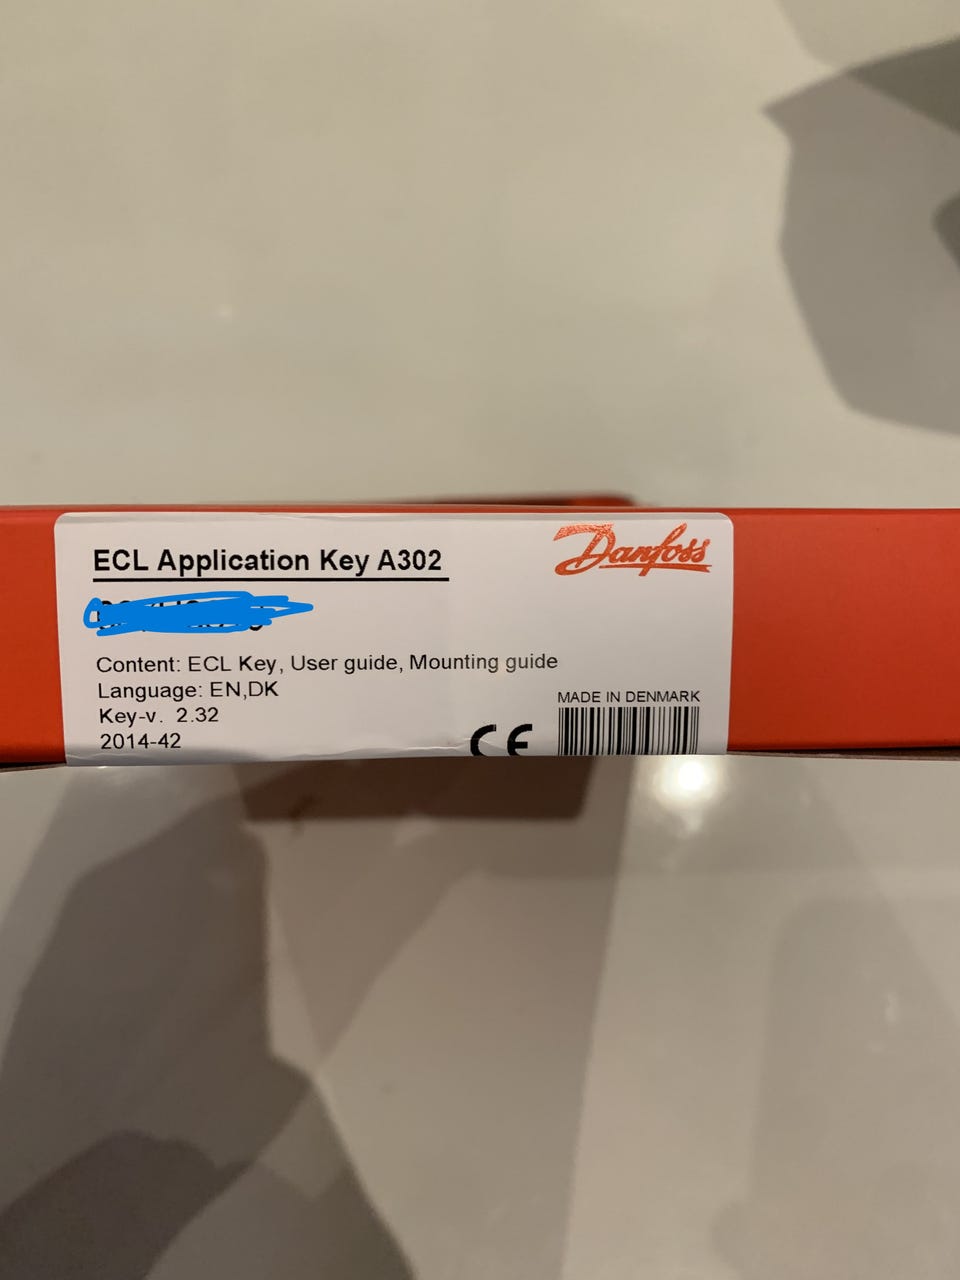 ECL Application Key A302
Danfoss
Content: ECL Key, User guide, Mounting guide
Language: EN,DK
Key-v. 2.32
2014-42
MADE IN DENMARK
CE